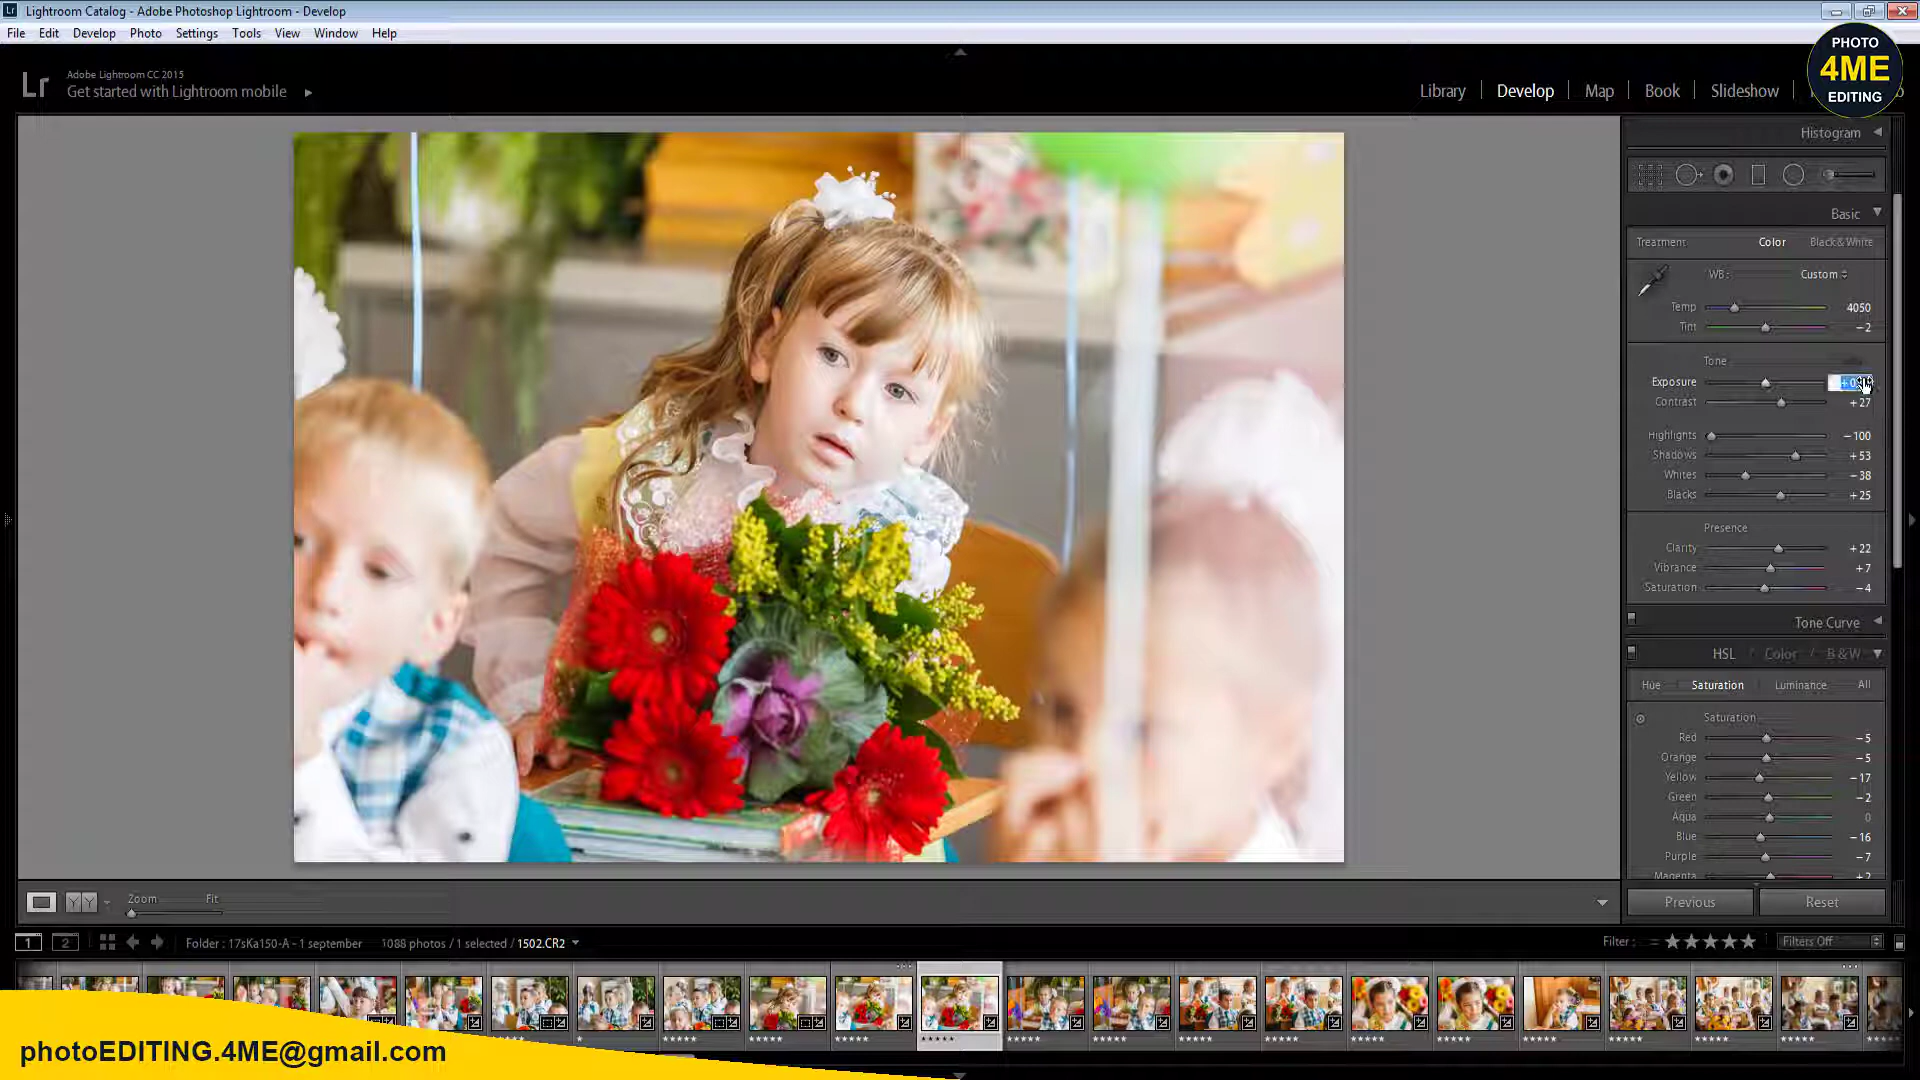 Lightroom Catalog - Adobe Photoshop Lightroom - Develop
File Edit Develop Photo Settings Tools View Window Help
PHOTO
4ME
EDITING
Adobe Lightroom CC 2015
Get started with Lightroom mobile
Library Develop Map Book Slideshow
Histogram
Basic
Treatment Color Black & White
WB: Custom
Temp 4050
Tint -2
Tone
Exposure
Contrast +27
Highlights -100
Shadows +53
Whites -38
Blacks +25
Presence
Clarity +22
Vibrance +7
Saturation -4
Tone Curve
HSL / Color / B & W
Hue Saturation Luminance All
Saturation
Red -5
Orange -5
Yellow -17
Green -2
Aqua 0
Blue -16
Purple -7
Magenta +2
Zoom Fit
Previous Reset
1 2 Folder : 17sKa150-A - 1 september 1088 photos / 1 selected / 1502.CR2
Filter : Filters Off
photoEDITING.4ME@gmail.com